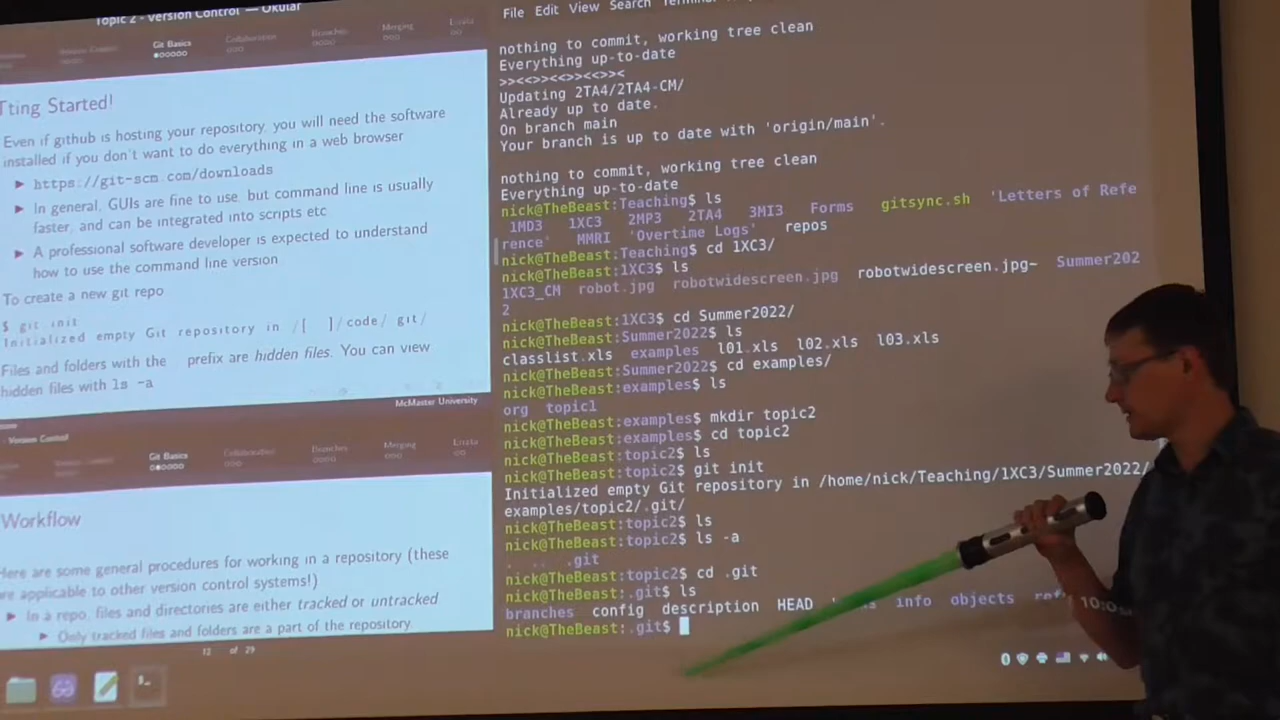 Topic 2 - Version Control — Okular
Git Basics
Collaboration
Branches
Merging
Tting Started!
Even if github is hosting your repository, you will need the software
installed if you don't want to do everything in a web browser
► https://git-scm.com/downloads
► In general, GUIs are fine to use, but command line is usually
faster, and can be integrated into scripts etc
► A professional software developer is expected to understand
how to use the command line version
To create a new git repo
$ git init
Initialized empty Git repository in /[ ]/code/ git/
Files and folders with the prefix are hidden files. You can view
hidden files with ls -a
McMaster University
Version Control
Git Basics
Collaboration
Branches
Merging
Errata
Workflow
Here are some general procedures for working in a repository (these
are applicable to other version control systems!)
► In a repo, files and directories are either tracked or untracked
► Only tracked files and folders are a part of the repository
12 of 29
File Edit View Search Terminal
nothing to commit, working tree clean
Everything up-to-date
>><<>><<>><<>><
Updating 2TA4/2TA4-CM/
Already up to date.
On branch main
Your branch is up to date with 'origin/main'.
nothing to commit, working tree clean
Everything up-to-date
nick@TheBeast:Teaching$ ls
1MD3 1XC3 2MP3 2TA4 3MI3 Forms gitsync.sh 'Letters of Refe
rence' MMRI 'Overtime Logs' repos
nick@TheBeast:Teaching$ cd 1XC3/
nick@TheBeast:1XC3$ ls
1XC3_CM robot.jpg robotwidescreen.jpg robotwidescreen.jpg~ Summer202
2
nick@TheBeast:1XC3$ cd Summer2022/
nick@TheBeast:Summer2022$ ls
classlist.xls examples l01.xls l02.xls l03.xls
nick@TheBeast:Summer2022$ cd examples/
nick@TheBeast:examples$ ls
org topic1
nick@TheBeast:examples$ mkdir topic2
nick@TheBeast:examples$ cd topic2
nick@TheBeast:topic2$ ls
nick@TheBeast:topic2$ git init
Initialized empty Git repository in /home/nick/Teaching/1XC3/Summer2022/
examples/topic2/.git/
nick@TheBeast:topic2$ ls
nick@TheBeast:topic2$ ls -a
. .. .git
nick@TheBeast:topic2$ cd .git
nick@TheBeast:.git$ ls
branches config description HEAD info objects
nick@TheBeast:.git$